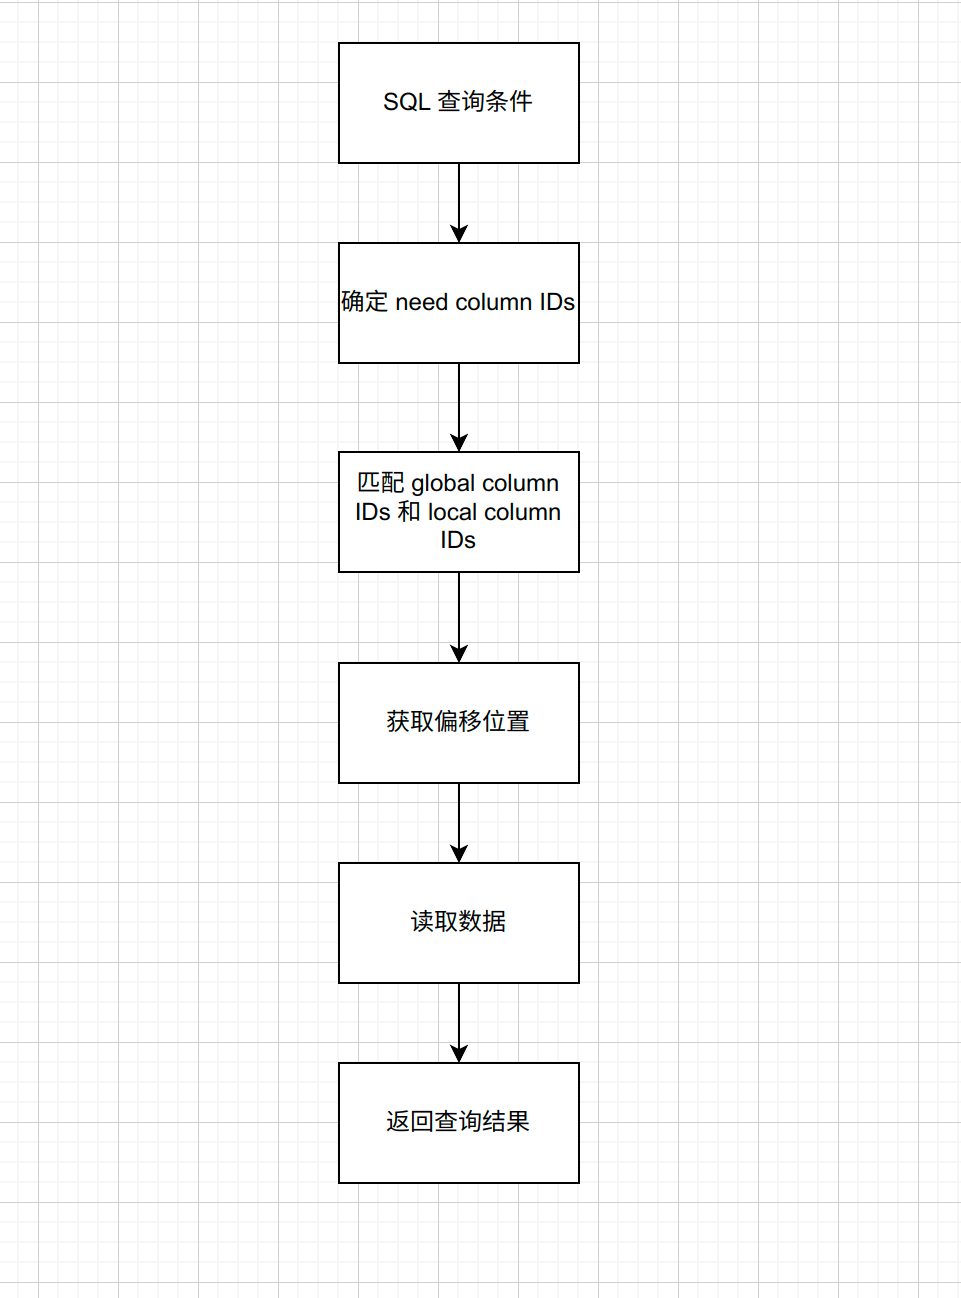 SQL 查询条件
确定 need column IDs
匹配 global column
IDs 和 local column
IDs
获取偏移位置
读取数据
返回查询结果